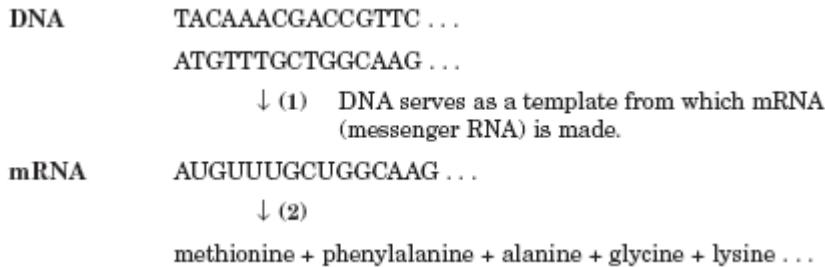 DNA TACAAACGACCGTTC . . .
ATGTTTGCTGGCAAG . . .
↓ (1) DNA serves as a template from which mRNA
(messenger RNA) is made.
mRNA AUGUUUGCUGGCAAG . . .
↓ (2)
methionine + phenylalanine + alanine + glycine + lysine . . .